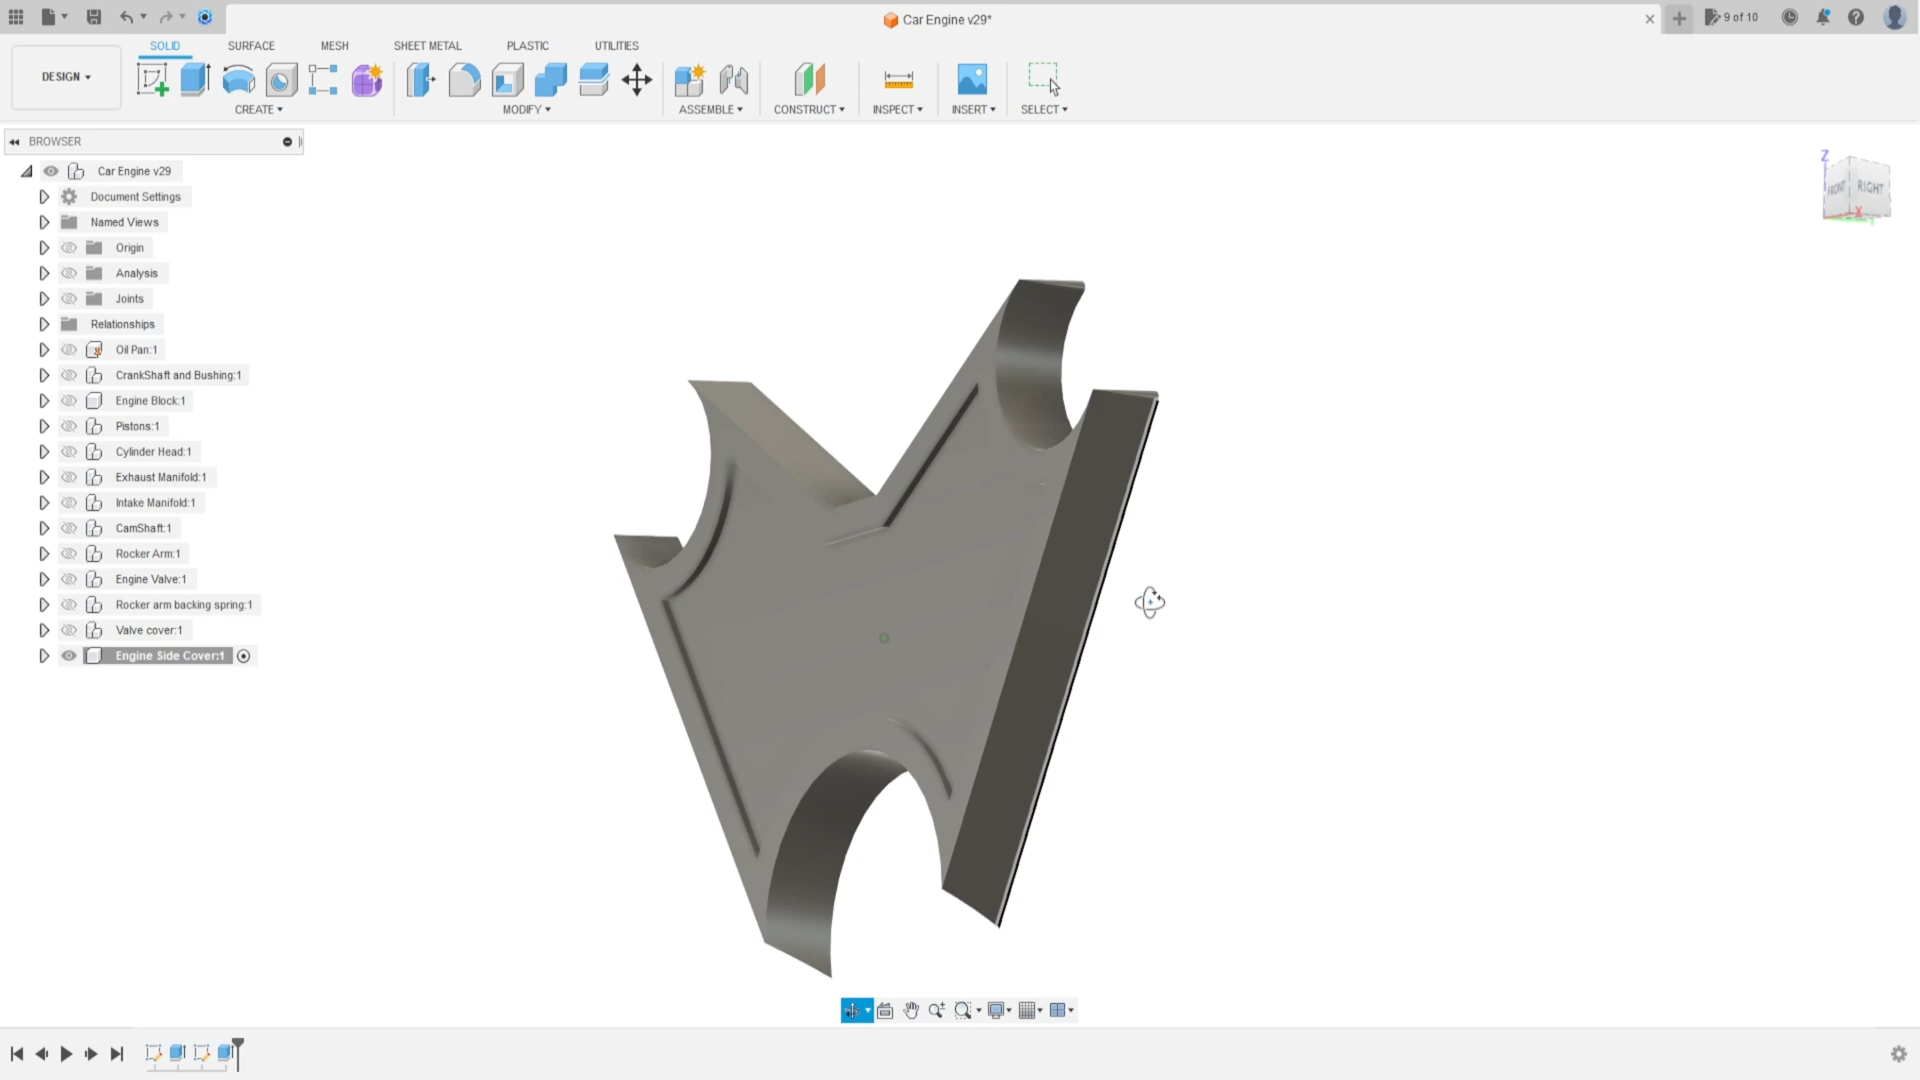 Car Engine v29*
9 of 10
SOLID
SURFACE
MESH
SHEET METAL
PLASTIC
UTILITIES
DESIGN
CREATE
MODIFY
ASSEMBLE
CONSTRUCT
INSPECT
INSERT
SELECT
BROWSER
Car Engine v29
Document Settings
Named Views
Origin
Analysis
Joints
Relationships
Oil Pan:1
CrankShaft and Bushing:1
Engine Block:1
Pistons:1
Cylinder Head:1
Exhaust Manifold:1
Intake Manifold:1
CamShaft:1
Rocker Arm:1
Engine Valve:1
Rocker arm backing spring:1
Valve cover:1
Engine Side Cover:1
Z
FRONT
RIGHT
X